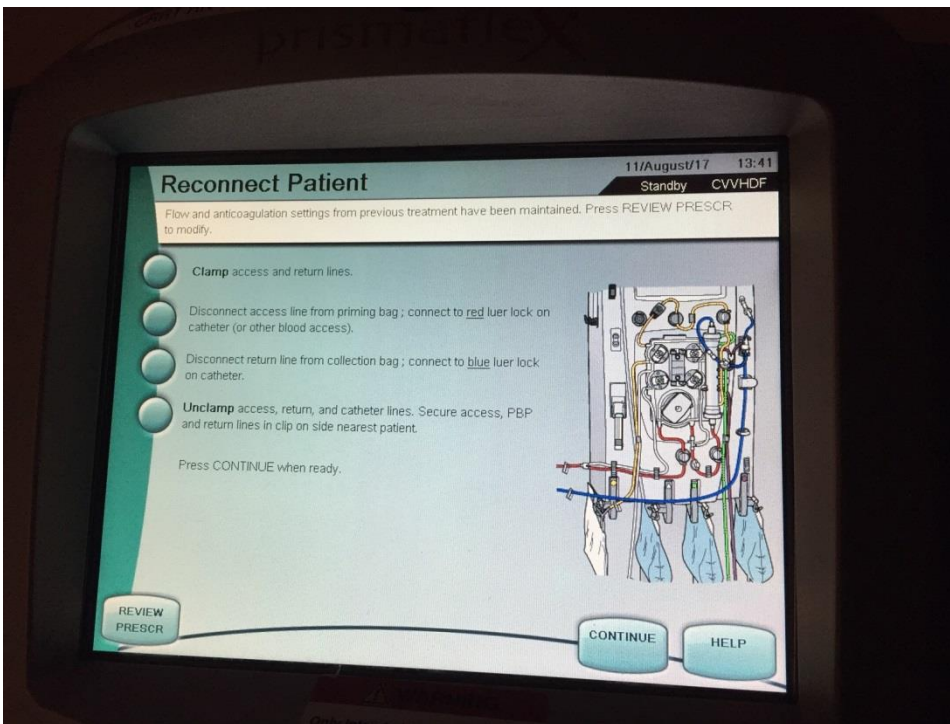 prismaflex
11/August/17 13:41
Reconnect Patient
Standby CVVHDF
Flow and anticoagulation settings from previous treatment have been maintained. Press REVIEW PRESCR
to modify.
Clamp access and return lines.
Disconnect access line from priming bag ; connect to red luer lock on
catheter (or other blood access).
Disconnect return line from collection bag ; connect to blue luer lock
on catheter.
Unclamp access, return, and catheter lines. Secure access, PBP
and return lines in clip on side nearest patient.
Press CONTINUE when ready.
REVIEW
PRESCR
CONTINUE
HELP
WARNING